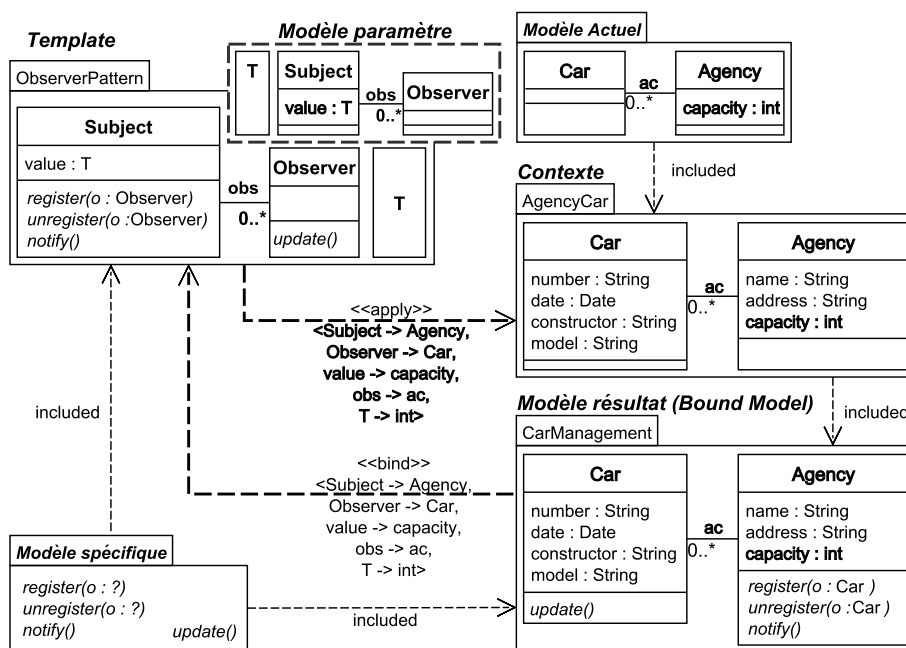 Template
ObserverPattern
Subject
value : T
register(o : Observer)
unregister(o :Observer)
notify()
obs
0..*
Observer
update()
T
Modèle paramètre
T
Subject
value : T
obs
0..*
Observer
Modèle Actuel
Car
ac
0..*
Agency
capacity : int
included
Contexte
AgencyCar
Car
number : String
date : Date
constructor : String
model : String
ac
0..*
Agency
name : String
address : String
capacity : int
<<apply>>
<Subject -> Agency,
Observer -> Car,
value -> capacity,
obs -> ac,
T -> int>
included
included
Modèle résultat (Bound Model)
CarManagement
Car
number : String
date : Date
constructor : String
model : String
update()
ac
0..*
Agency
name : String
address : String
capacity : int
register(o : Car )
unregister(o :Car )
notify()
<<bind>>
<Subject -> Agency,
Observer -> Car,
value -> capacity,
obs -> ac,
T -> int>
Modèle spécifique
register(o : ?)
unregister(o : ?)
notify()
update()
included